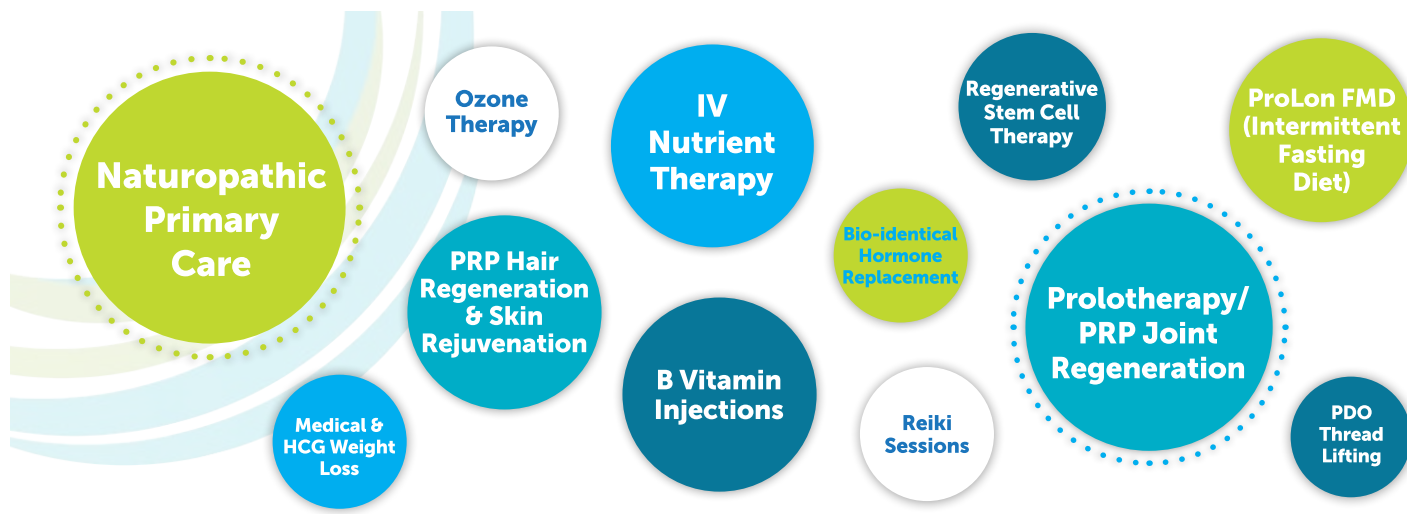 Naturopathic
Primary
Care
Ozone
Therapy
PRP Hair
Regeneration
& Skin
Rejuvenation
Medical &
HCG Weight
Loss
IV
Nutrient
Therapy
B Vitamin
Injections
Bio-identical
Hormone
Replacement
Reiki
Sessions
Regenerative
Stem Cell
Therapy
Prolotherapy/
PRP Joint
Regeneration
ProLon FMD
(Intermittent
Fasting
Diet)
PDO
Thread
Lifting